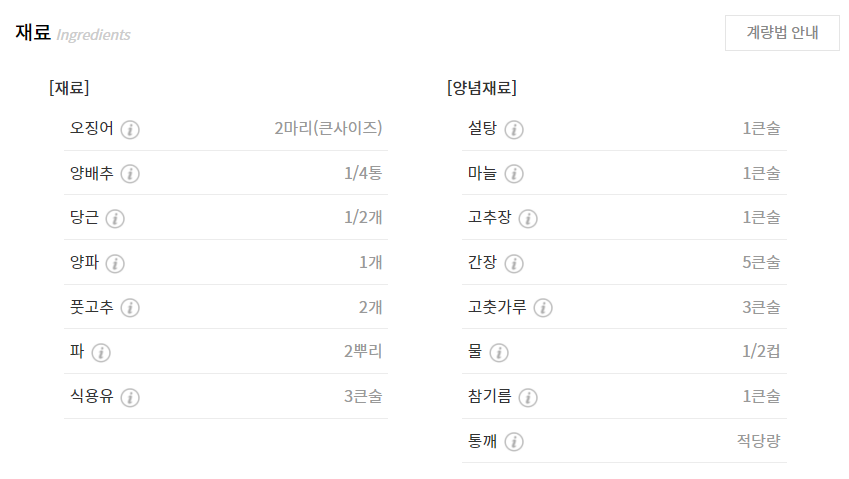 재료 Ingredients
계량법 안내
[재료]
오징어 2마리(큰사이즈)
양배추 1/4통
당근 1/2개
양파 1개
풋고추 2개
파 2뿌리
식용유 3큰술
[양념재료]
설탕 1큰술
마늘 1큰술
고추장 1큰술
간장 5큰술
고춧가루 3큰술
물 1/2컵
참기름 1큰술
통깨 적당량